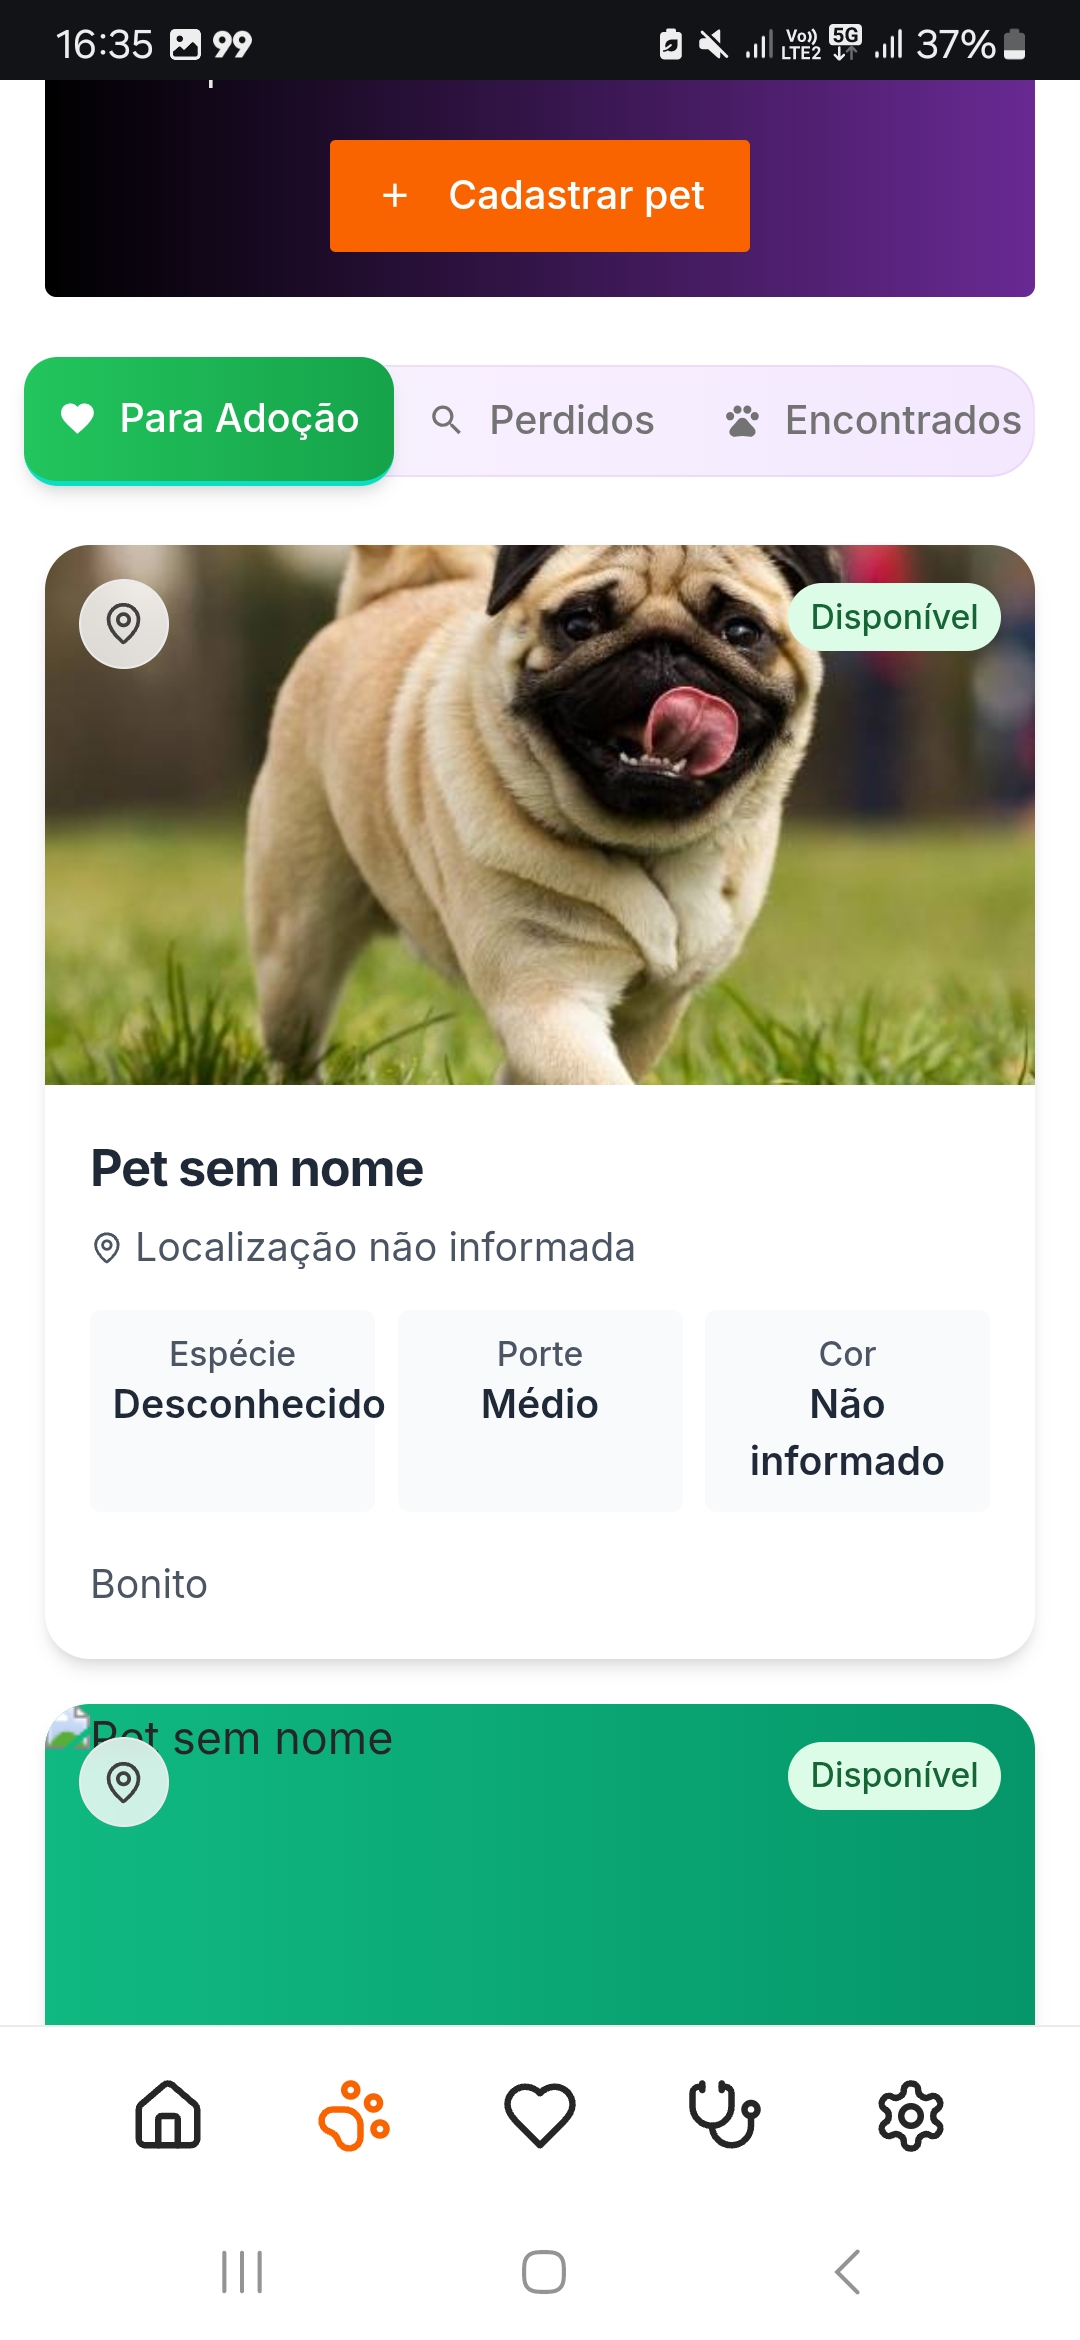 16:35 99 Vo)) LTE2 5G 37%
+ Cadastrar pet
Para Adoção Perdidos Encontrados
Disponível
Pet sem nome
Localização não informada
Espécie Porte Cor
Desconhecido Médio Não
informado
Bonito
Pet sem nome
Disponível